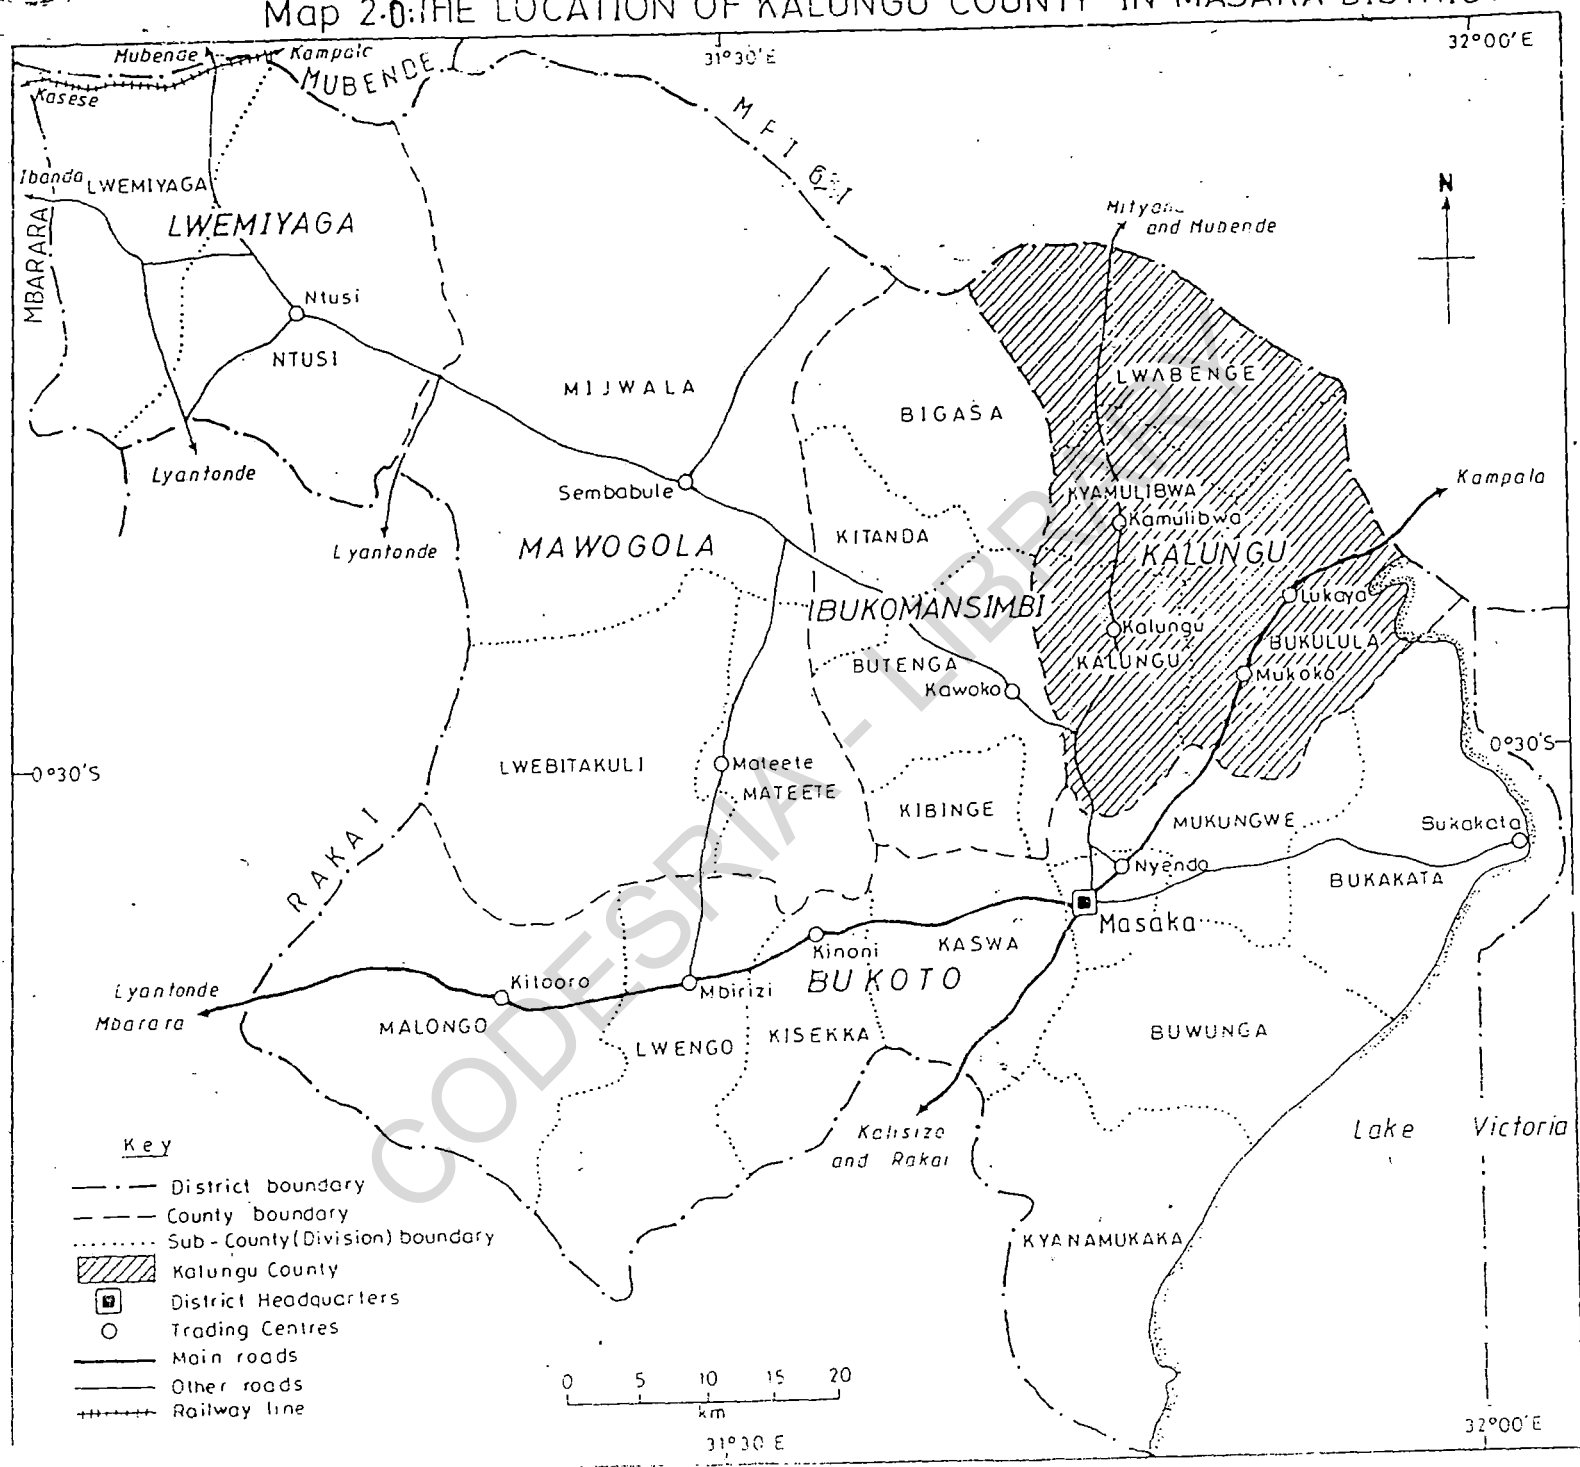 Map 2.0: THE LOCATION OF KALUNGU COUNTY IN MASAKA DISTRICT
31°30'E
32°00'E
Mubende
Kampala
MUBENDE
Kasese
MPIGI
Ibanda
LWEMIYAGA
LWEMIYAGA
MBARARA
N
and Mubende
Ntusi
NTUSI
MIJWALA
LWABENGE
BIGASA
Lyantonde
Kampala
Sembabule
KYAMULIBWA
Kamulibwa
Lyantonde
MAWOGOLA
KITANDA
KALUNGU
BUKOMANSIMBI
Lukaya
Kalungu
BUTENGA
KALUNGU
BUKULULA
Kawoko
Mukoko
0°30'S
LWEBITAKULI
Mateete
MATEETE
0°30'S
KIBINGE
MUKUNGWE
Bukakata
RAKAI
Nyendo
BUKAKATA
Masaka
KASWA
Kinoni
Lyantonde
Mbarara
Kitooro
Mbirizi
BUKOTO
MALONGO
LWENGO
KISEKKA
BUWUNGA
Kalisizo
and Rakai
Lake Victoria
KYANAMUKAKA
Key
District boundary
County boundary
Sub-County(Division) boundary
Kalungu County
District Headquarters
Trading Centres
Main roads
Other roads
Railway line
0 5 10 15 20
km
31°30 E
32°00'E
CODESRIA - LIBRARY